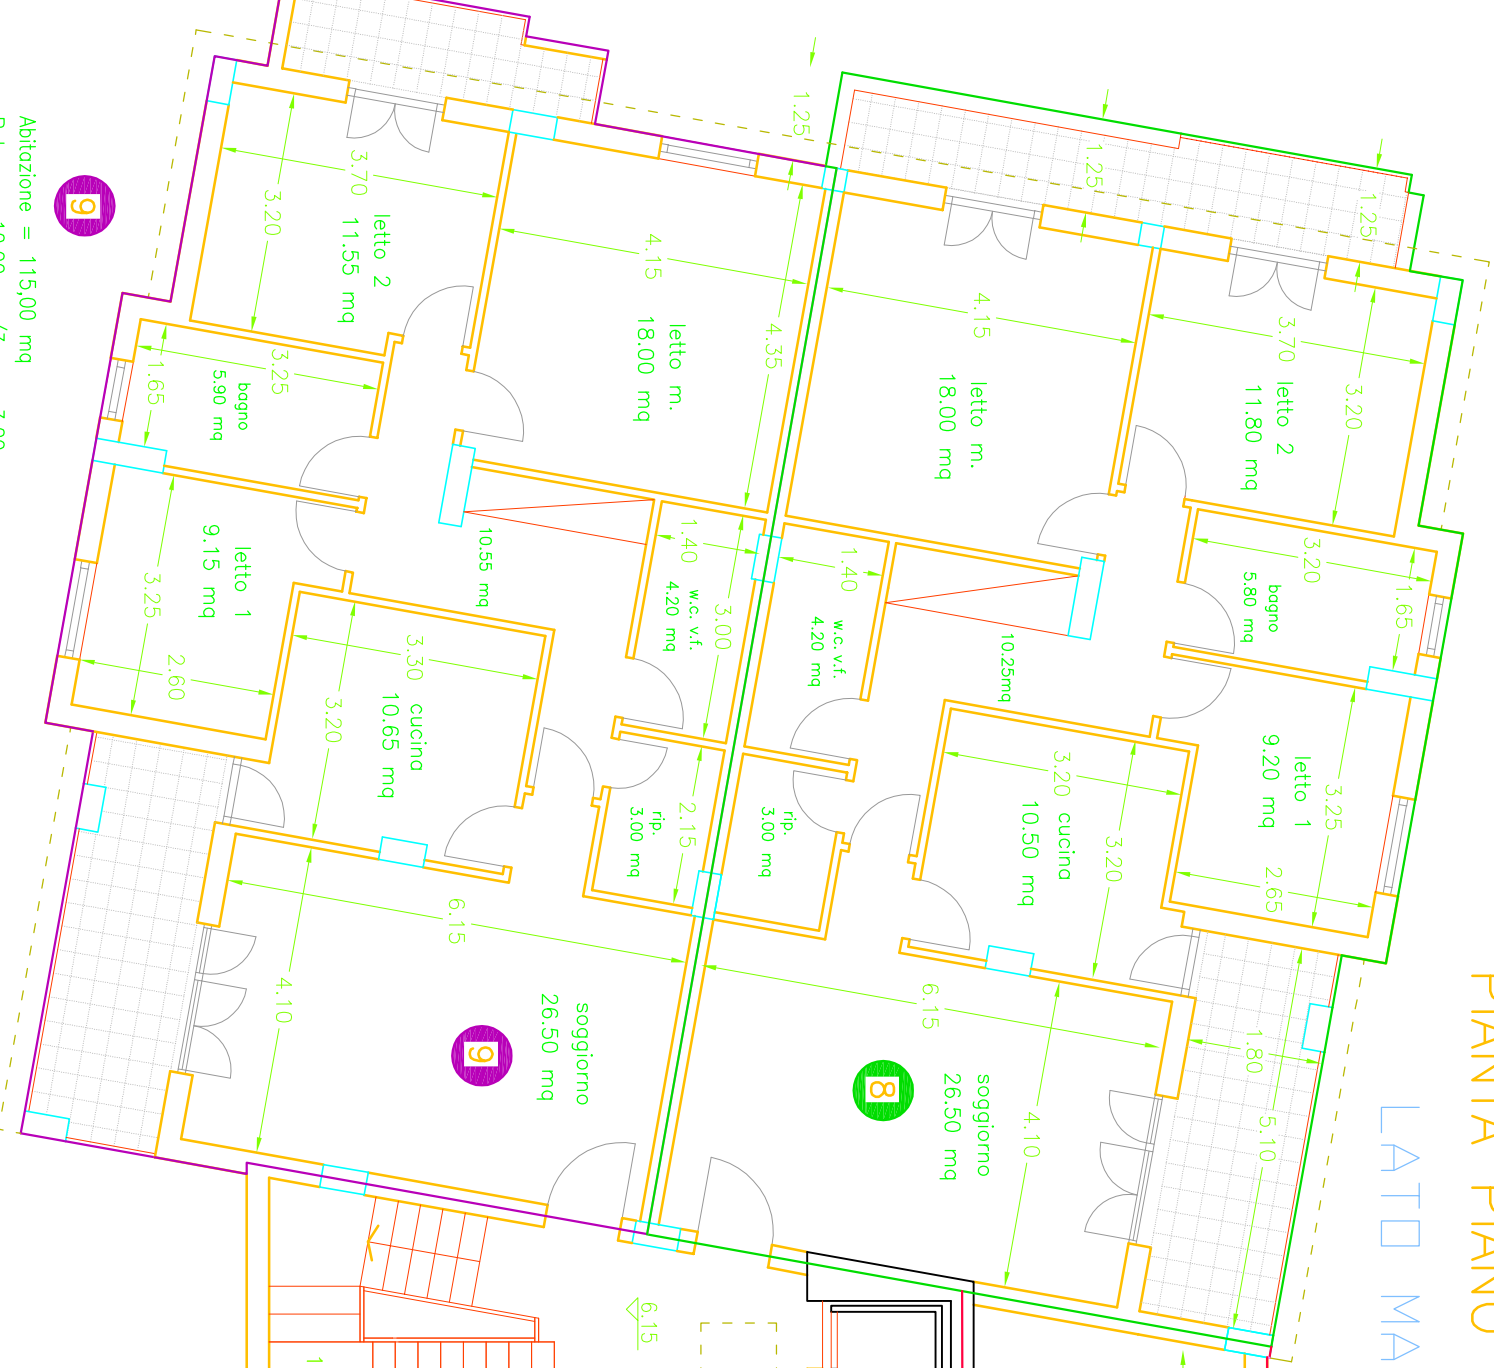 PIANTA PIANO
LATO MA
Abitazione = 115,00 mq
9
1.25
1.25
1.25
3.70
3.20
letto 2
11.55 mq
4.15
4.35
letto m.
18.00 mq
4.15
letto m.
18.00 mq
3.70
3.20
letto 2
11.80 mq
3.25
1.65
bagno
5.90 mq
3.20
1.65
bagno
5.80 mq
10.55 mq
1.40
3.00
w.c. v.f.
4.20 mq
1.40
w.c. v.f.
4.20 mq
10.25mq
letto 1
9.15 mq
3.25
2.60
3.30
3.20
cucina
10.65 mq
2.15
rip.
3.00 mq
rip.
3.00 mq
3.20
3.20
cucina
10.50 mq
letto 1
9.20 mq
3.25
2.65
6.15
4.10
soggiorno
26.50 mq
9
6.15
4.10
soggiorno
26.50 mq
8
1.80
5.10
6.15
1